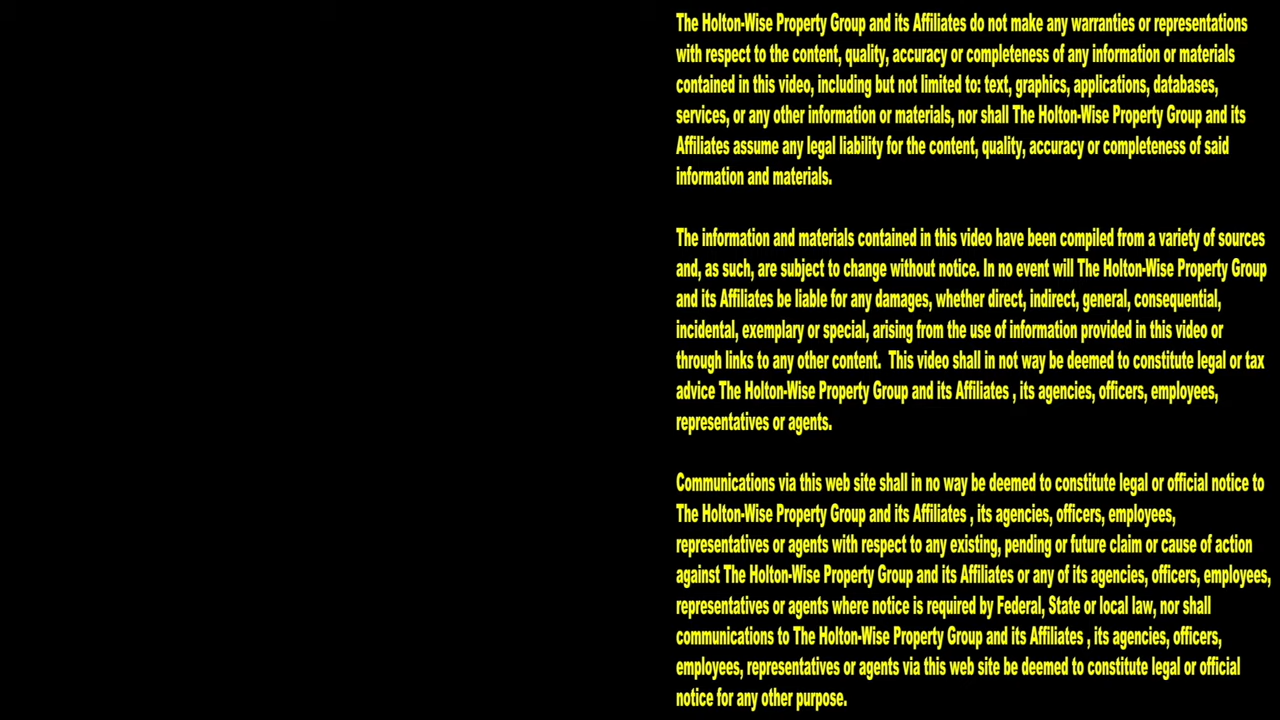 The Holton-Wise Property Group and its Affiliates do not make any warranties or representations
with respect to the content, quality, accuracy or completeness of any information or materials
contained in this video, including but not limited to: text, graphics, applications, databases,
services, or any other information or materials, nor shall The Holton-Wise Property Group and its
Affiliates assume any legal liability for the content, quality, accuracy or completeness of said
information and materials.
The information and materials contained in this video have been compiled from a variety of sources
and, as such, are subject to change without notice. In no event will The Holton-Wise Property Group
and its Affiliates be liable for any damages, whether direct, indirect, general, consequential,
incidental, exemplary or special, arising from the use of information provided in this video or
through links to any other content.  This video shall in not way be deemed to constitute legal or tax
advice The Holton-Wise Property Group and its Affiliates , its agencies, officers, employees,
representatives or agents.
Communications via this web site shall in no way be deemed to constitute legal or official notice to
The Holton-Wise Property Group and its Affiliates , its agencies, officers, employees,
representatives or agents with respect to any existing, pending or future claim or cause of action
against The Holton-Wise Property Group and its Affiliates or any of its agencies, officers, employees,
representatives or agents where notice is required by Federal, State or local law, nor shall
communications to The Holton-Wise Property Group and its Affiliates , its agencies, officers,
employees, representatives or agents via this web site be deemed to constitute legal or official
notice for any other purpose.